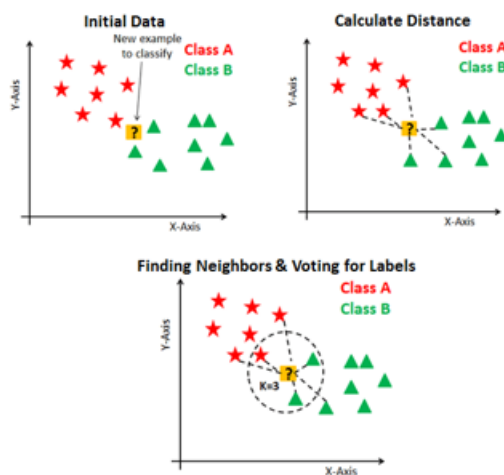 Initial Data
New example
to classify
Class A
Class B
?
Y-Axis
X-Axis
Calculate Distance
Class A
Class B
?
Y-Axis
X-Axis
Finding Neighbors & Voting for Labels
Class A
Class B
?
K=3
Y-Axis
X-Axis